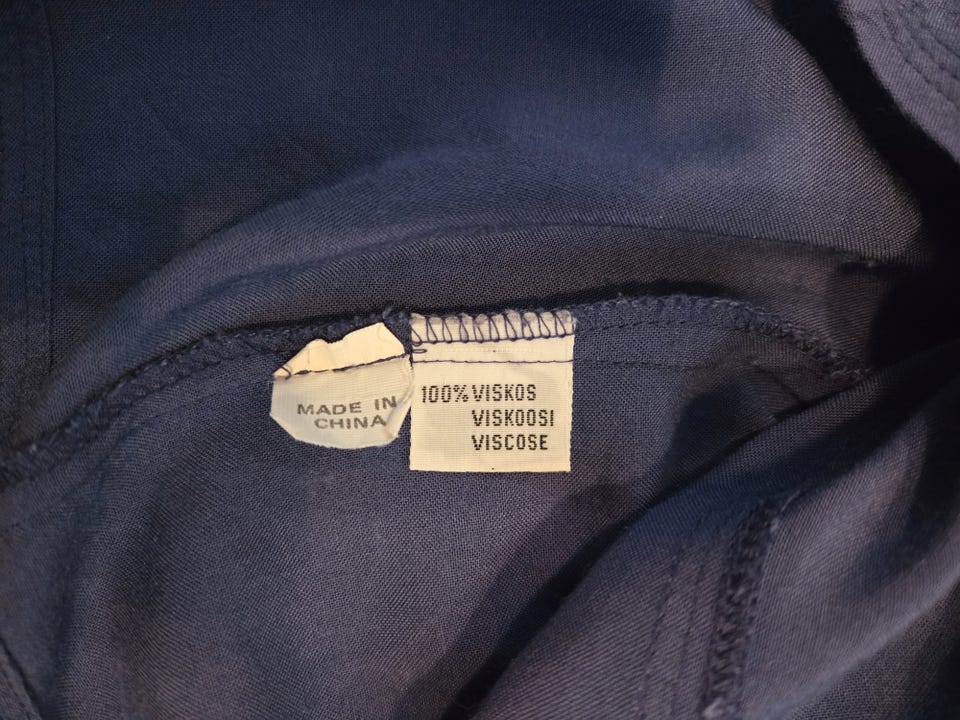 MADE IN
CHINA
100% VISKOS
VISKOOSI
VISCOSE